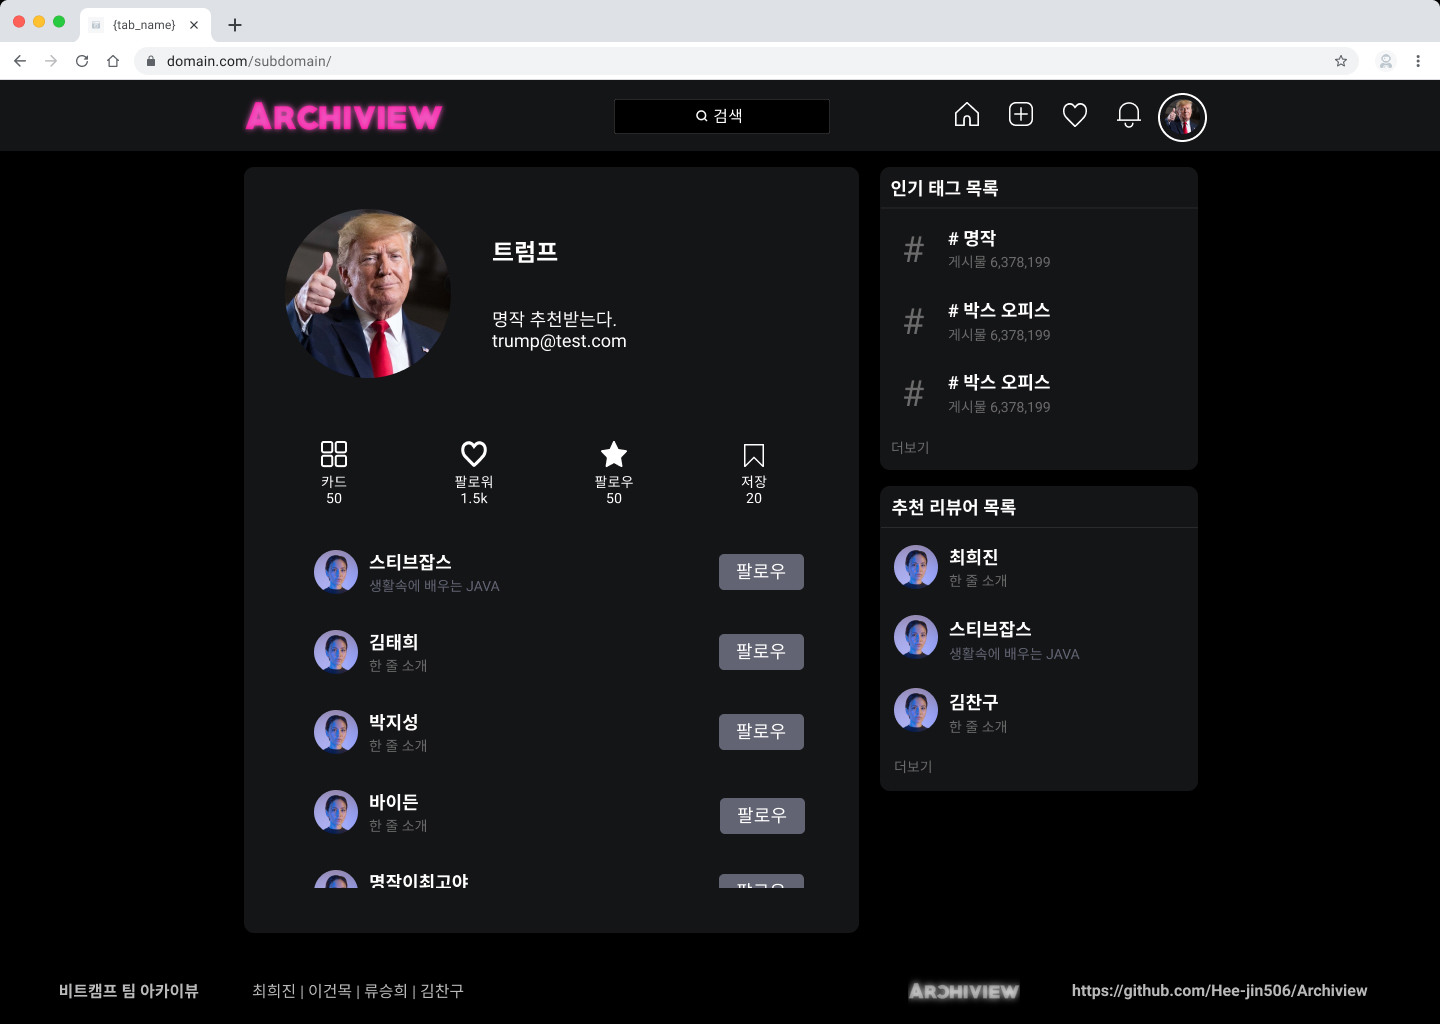 {tab_name}
domain.com/subdomain/
ARCHIVIEW
검색
트럼프
명작 추천받는다.
trump@test.com
카드
50
팔로워
1.5k
팔로우
50
저장
20
스티브잡스
생활속에 배우는 JAVA
팔로우
김태희
한 줄 소개
팔로우
박지성
한 줄 소개
팔로우
바이든
한 줄 소개
팔로우
명작이최고야
팔로우
인기 태그 목록
#
# 명작
게시물 6,378,199
#
# 박스 오피스
게시물 6,378,199
#
# 박스 오피스
게시물 6,378,199
더보기
추천 리뷰어 목록
최희진
한 줄 소개
스티브잡스
생활속에 배우는 JAVA
김찬구
한 줄 소개
더보기
비트캠프 팀 아카이뷰
최희진 | 이건목 | 류승희 | 김찬구
ARCHIVIEW
https://github.com/Hee-jin506/Archiview